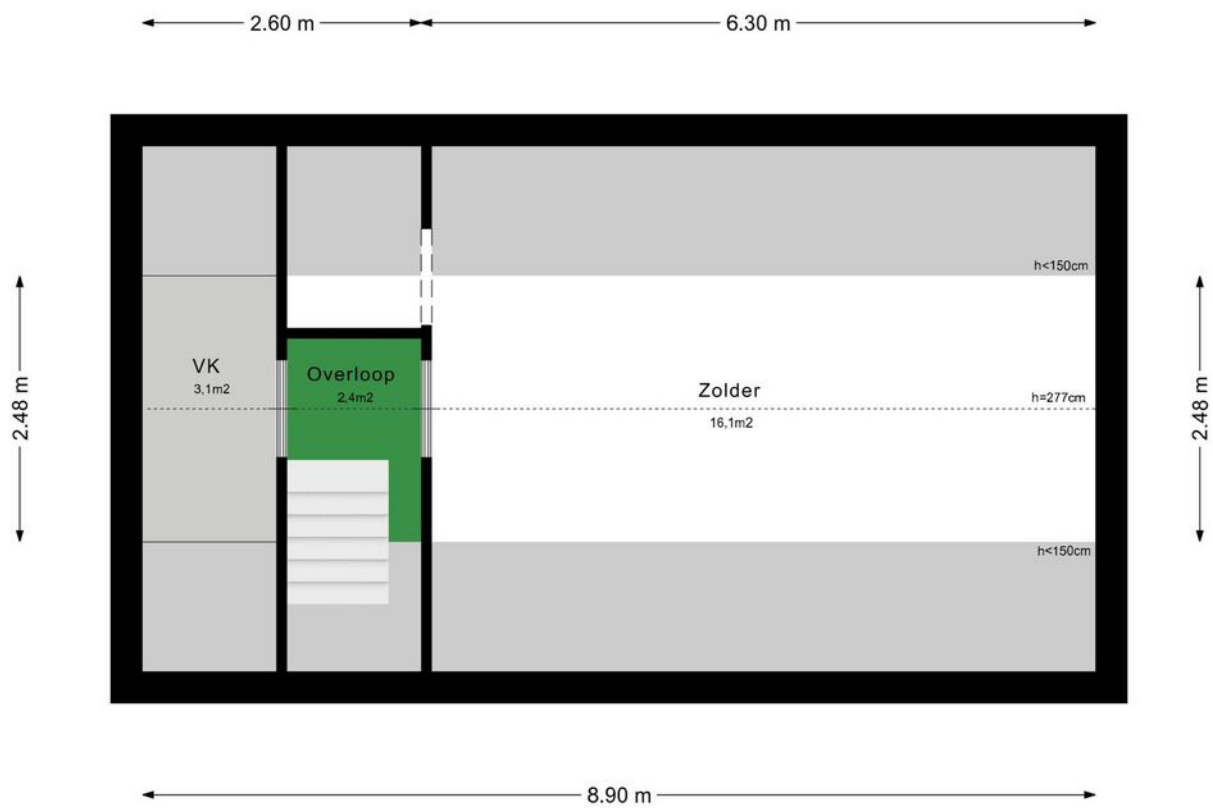 2.60 m
6.30 m
h<150cm
2.48 m
VK
3,1m2
Overloop
2,4m2
Zolder
16,1m2
h=277cm
2.48 m
h<150cm
8.90 m